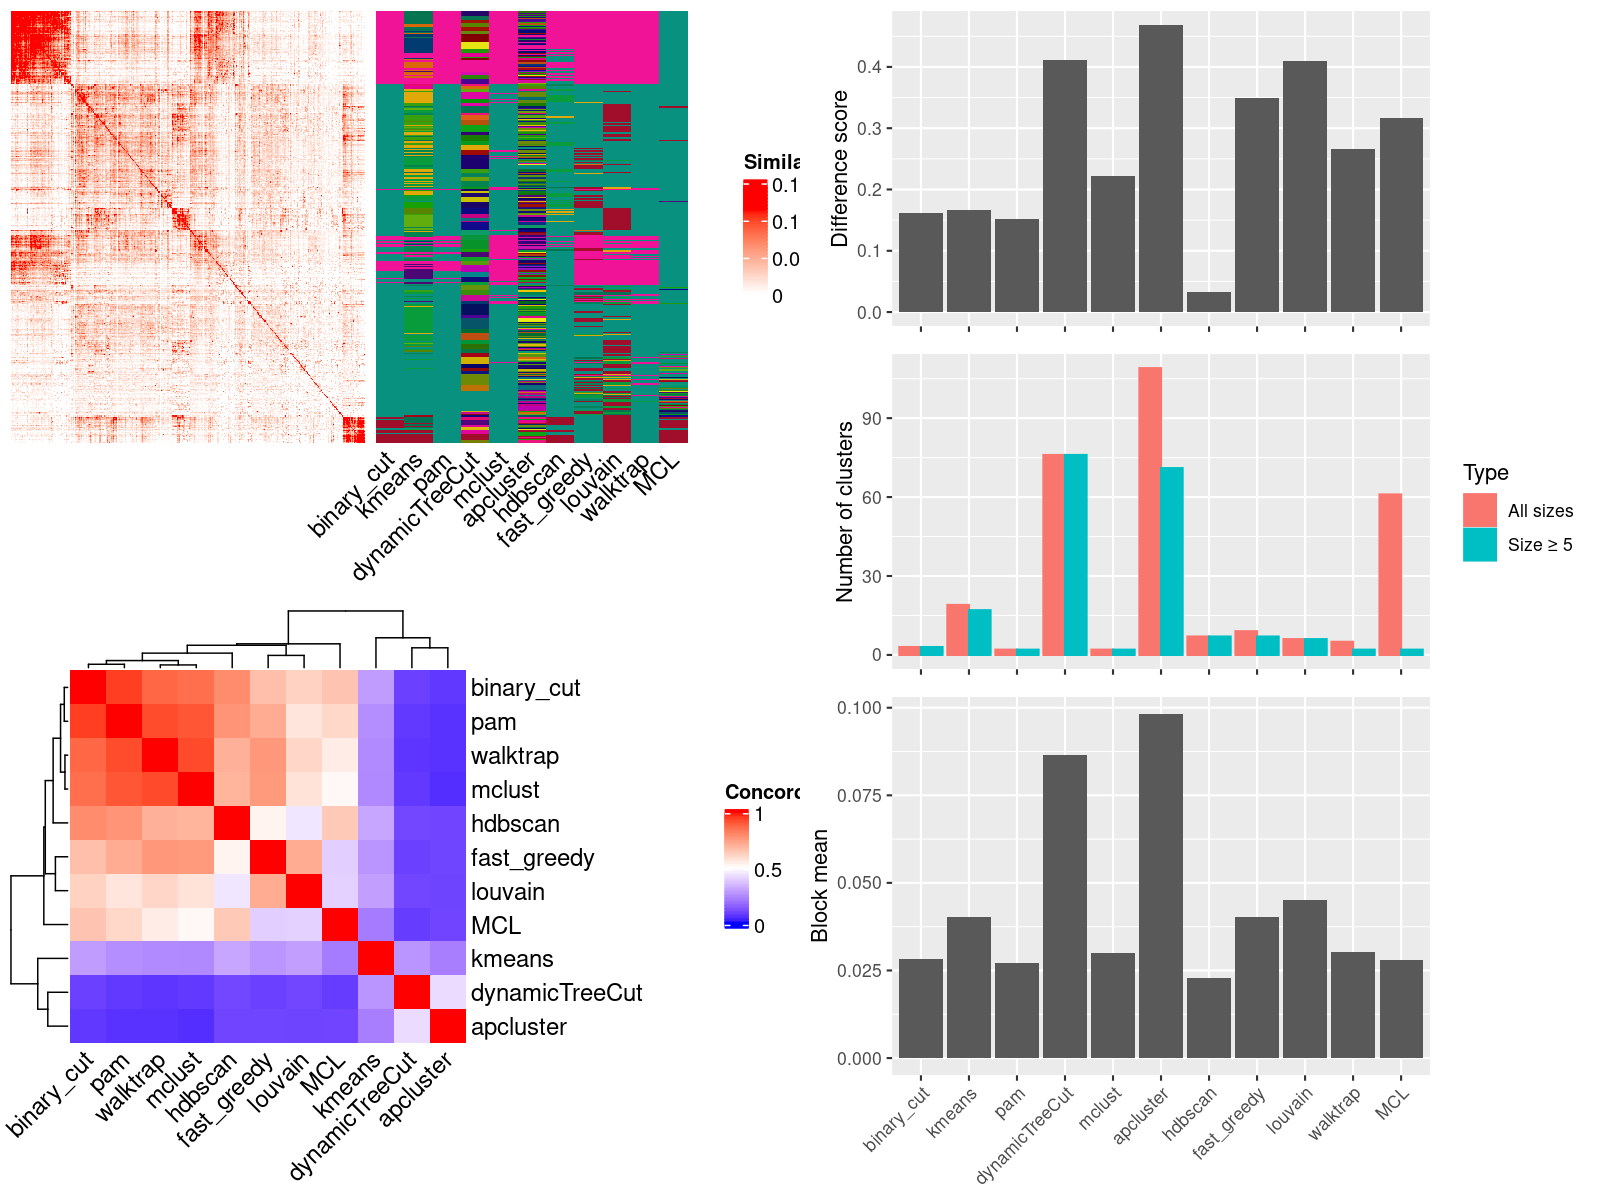 Simila
0.1
0.1
0.0
0
binary_cut
kmeans
pam
dynamicTreeCut
mclust
apcluster
hdbscan
fast_greedy
louvain
walktrap
MCL
binary_cut
pam
walktrap
mclust
hdbscan
fast_greedy
louvain
MCL
kmeans
dynamicTreeCut
apcluster
binary_cut
pam
walktrap
mclust
hdbscan
fast_greedy
louvain
MCL
kmeans
dynamicTreeCut
apcluster
Concord
1
0.5
0
Difference score
0.4
0.3
0.2
0.1
0.0
Number of clusters
90
60
30
0
Type
All sizes
Size ≥ 5
Block mean
0.100
0.075
0.050
0.025
0.000
binary_cut
kmeans
pam
dynamicTreeCut
mclust
apcluster
hdbscan
fast_greedy
louvain
walktrap
MCL